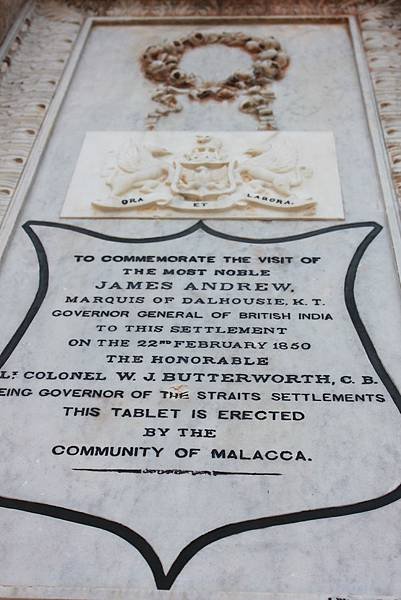 ORA ET LABORA.
TO COMMEMORATE THE VISIT OF
THE MOST NOBLE
JAMES ANDREW,
MARQUIS OF DALHOUSIE, K.T.
GOVERNOR GENERAL OF BRITISH INDIA
TO THIS SETTLEMENT
ON THE 22ND FEBRUARY 1850
THE HONORABLE
LT. COLONEL W. J. BUTTERWORTH, C. B.
EING GOVERNOR OF THE STRAITS SETTLEMENTS
THIS TABLET IS ERECTED
BY THE
COMMUNITY OF MALACCA.